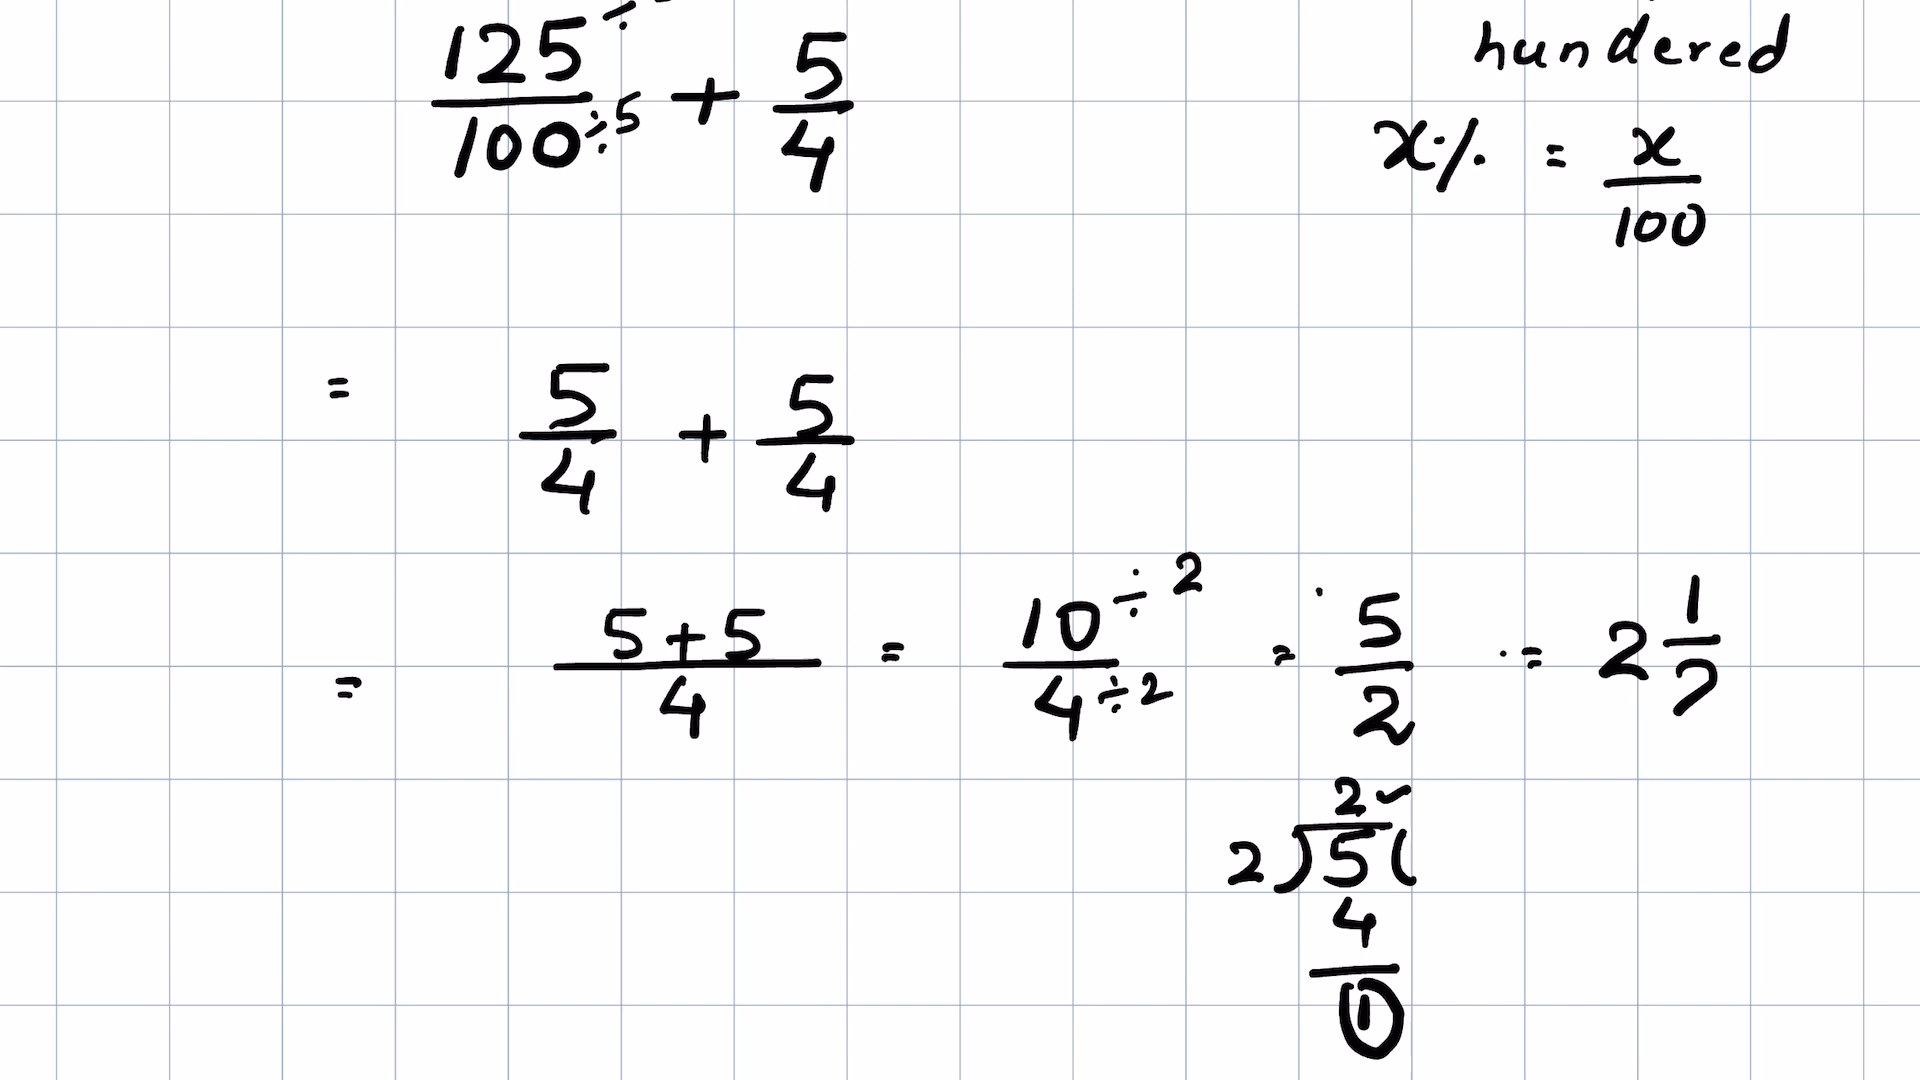 hundered
125÷/100÷5 + 5/4
x% = x/100
= 5/4 + 5/4
= (5+5)/4 = 10÷2/4÷2 = 5/2 = 2 1/2
2
2)5(
4
1